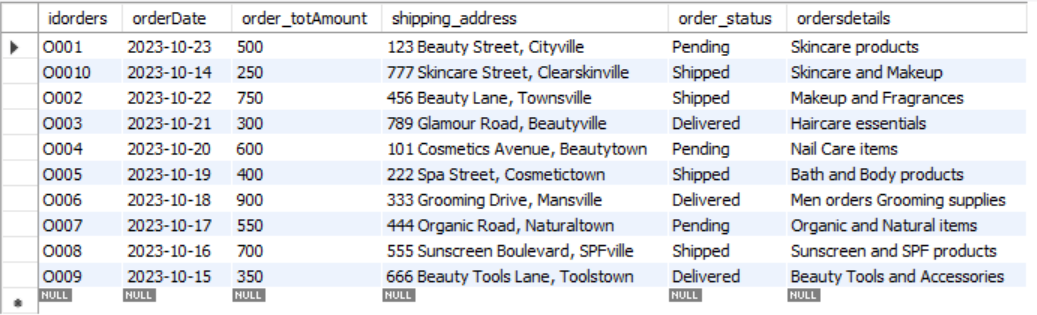 idorders orderDate order_totAmount shipping_address order_status ordersdetails
O001 2023-10-23 500 123 Beauty Street, Cityville Pending Skincare products
O0010 2023-10-14 250 777 Skincare Street, Clearskinville Shipped Skincare and Makeup
O002 2023-10-22 750 456 Beauty Lane, Townsville Shipped Makeup and Fragrances
O003 2023-10-21 300 789 Glamour Road, Beautyville Delivered Haircare essentials
O004 2023-10-20 600 101 Cosmetics Avenue, Beautytown Pending Nail Care items
O005 2023-10-19 400 222 Spa Street, Cosmetictown Shipped Bath and Body products
O006 2023-10-18 900 333 Grooming Drive, Mansville Delivered Men orders Grooming supplies
O007 2023-10-17 550 444 Organic Road, Naturaltown Pending Organic and Natural items
O008 2023-10-16 700 555 Sunscreen Boulevard, SPFville Shipped Sunscreen and SPF products
O009 2023-10-15 350 666 Beauty Tools Lane, Toolstown Delivered Beauty Tools and Accessories
NULL NULL NULL NULL NULL NULL